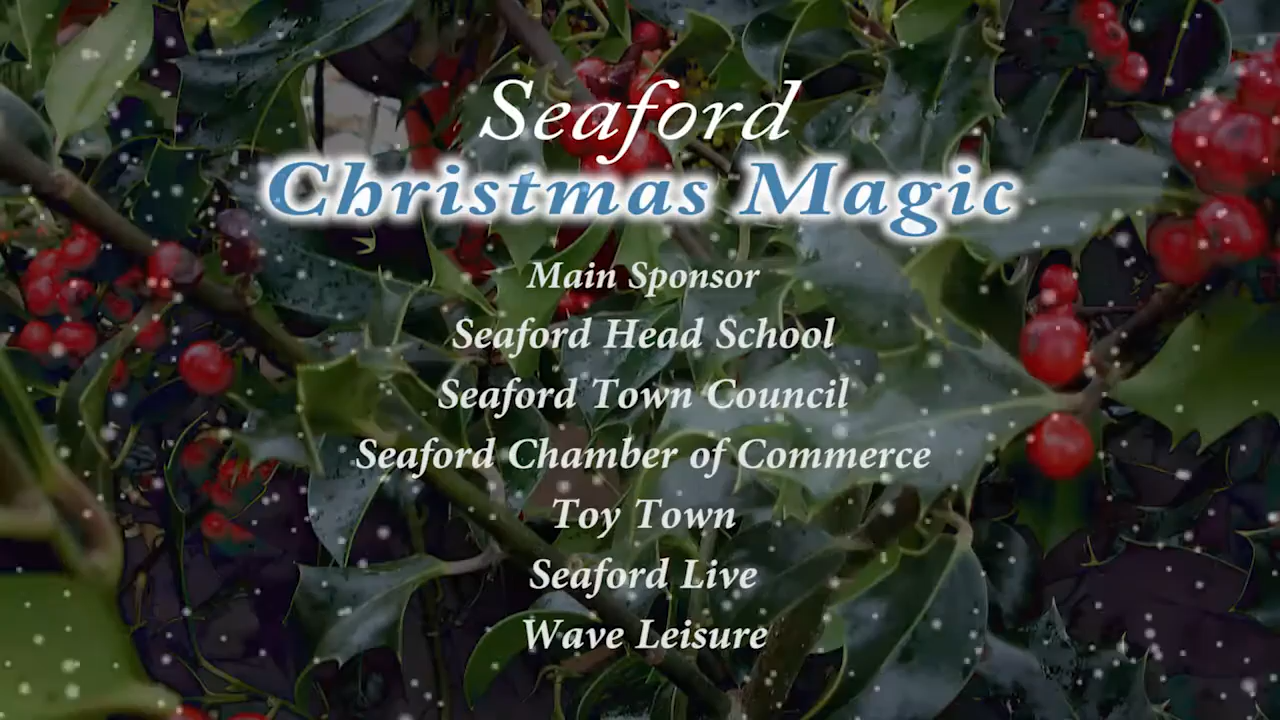 Seaford
Christmas Magic
Main Sponsor
Seaford Head School
Seaford Town Council
Seaford Chamber of Commerce
Toy Town
Seaford Live
Wave Leisure